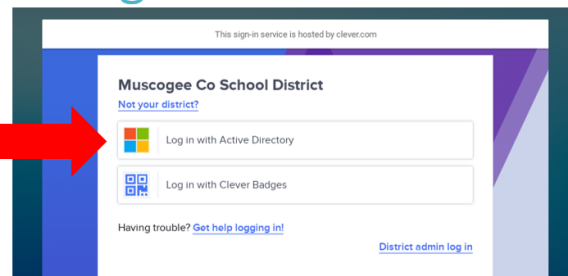 This sign-in service is hosted by clever.com
Muscogee Co School District
Not your district?
Log in with Active Directory
Log in with Clever Badges
Having trouble? Get help logging in!
District admin log in